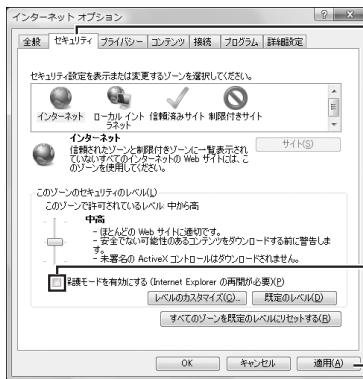 インターネット オプション
全般 セキュリティ プライバシー コンテンツ 接続 プログラム 詳細設定
セキュリティ設定を表示または変更するゾーンを選択してください。
インターネット ローカル イントラネット 信頼済みサイト 制限付きサイト
インターネット
信頼されたゾーンと制限付きゾーンに一覧表示され
ていないすべてのインターネットの Web サイトには、こ
のゾーンを使用してください。
サイト(S)
このゾーンのセキュリティのレベル(L)
このゾーンで許可されているレベル: 中から高
中高
- ほとんどの Web サイトに適切です。
- 安全でない可能性のあるコンテンツをダウンロードする前に警告しま
す。
- 未署名の ActiveX コントロールはダウンロードされません。
保護モードを有効にする (Internet Explorer の再開が必要)(P)
レベルのカスタマイズ(C)... 既定のレベル(D)
すべてのゾーンを既定のレベルにリセットする(R)
OK キャンセル 適用(A)